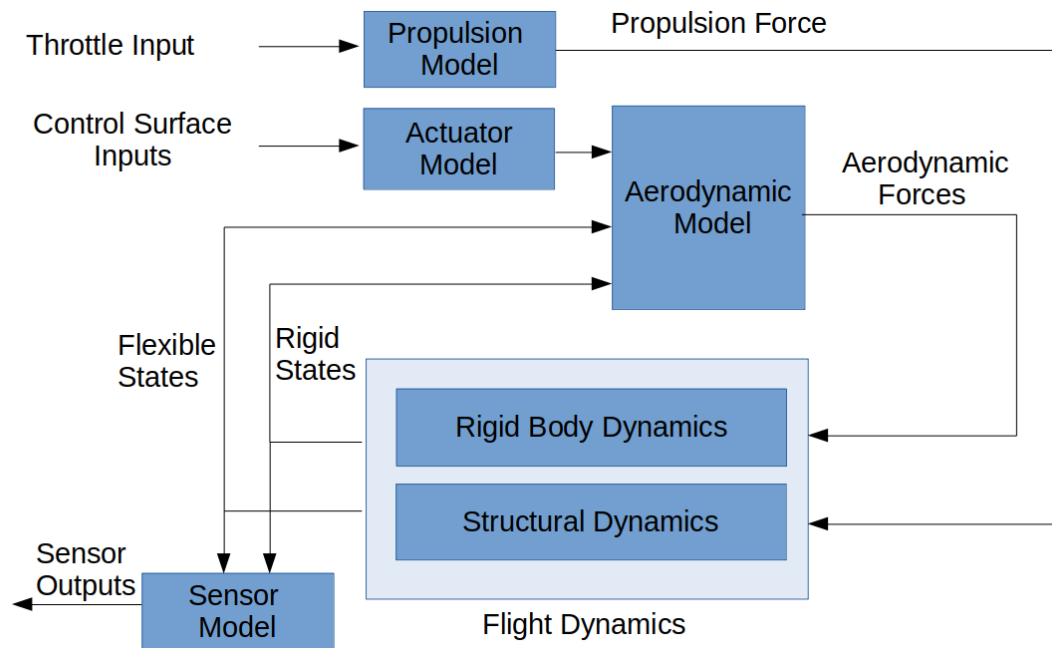 Throttle Input
Propulsion
Model
Propulsion Force
Control Surface
Inputs
Actuator
Model
Aerodynamic
Model
Aerodynamic
Forces
Flexible
States
Rigid
States
Rigid Body Dynamics
Structural Dynamics
Flight Dynamics
Sensor
Outputs
Sensor
Model